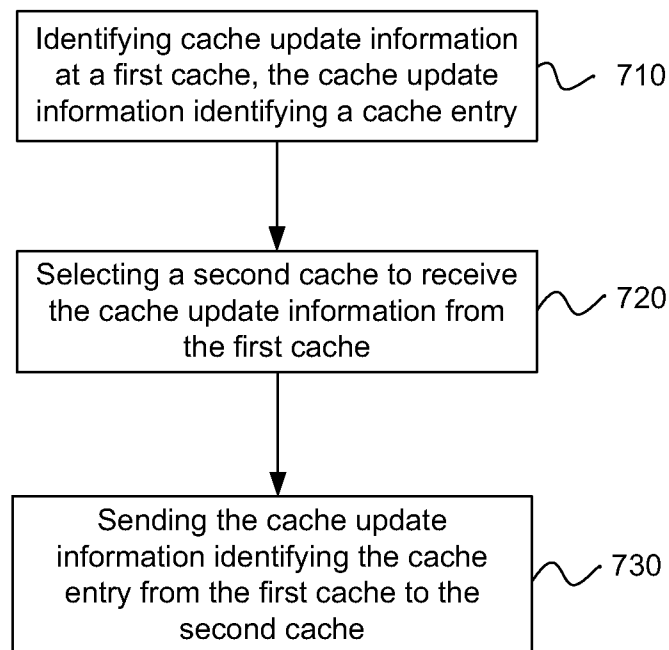 Identifying cache update information
at a first cache, the cache update
information identifying a cache entry
710
Selecting a second cache to receive
the cache update information from
the first cache
720
Sending the cache update
information identifying the cache
entry from the first cache to the
second cache
730